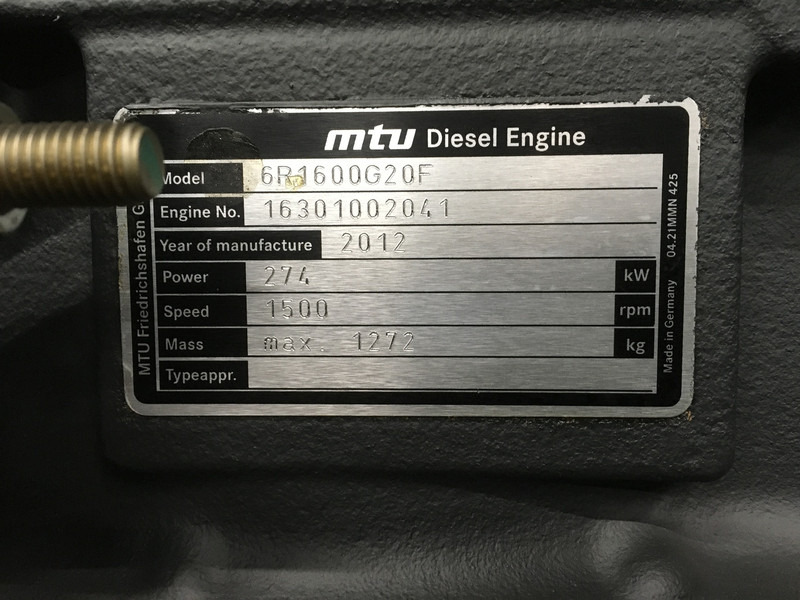 mtu Diesel Engine
Model 6R1600G20F
Engine No. 16301002041
Year of manufacture 2012
Power 274 kW
Speed 1500 rpm
Mass max. 1272 kg
Typeappr.
MTU Friedrichshafen G
Made in Germany 04.21MMN 425